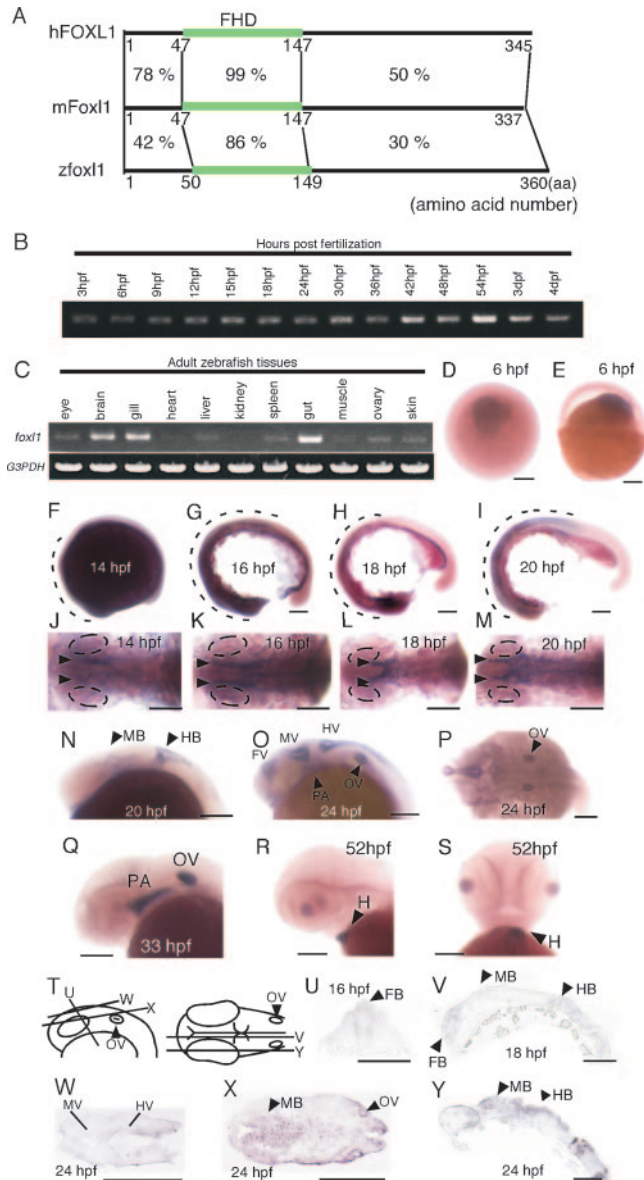 A
FHD
hFOXL1
1 47 147 345
78 % 99 % 50 %
mFoxl1
1 47 147 337
42 % 86 % 30 %
zfoxl1
1 50 149 360(aa)
(amino acid number)
B
Hours post fertilization
3hpf 6hpf 9hpf 12hpf 15hpf 18hpf 24hpf 30hpf 36hpf 42hpf 48hpf 54hpf 3dpf 4dpf
C
Adult zebrafish tissues
eye brain gill heart liver kidney spleen gut muscle ovary skin
foxl1
G3PDH
D 6 hpf
E 6 hpf
F 14 hpf
G 16 hpf
H 18 hpf
I 20 hpf
J 14 hpf
K 16 hpf
L 18 hpf
M 20 hpf
N MB HB
20 hpf
O FV MV HV
PA OV
24 hpf
P OV
24 hpf
Q PA OV
33 hpf
R 52hpf
H
S 52hpf
H
T U W X
OV
OV
V
Y
U 16 hpf
FB
V MB HB
FB
18 hpf
W
MV HV
24 hpf
X MB OV
24 hpf
Y MB HB
24 hpf